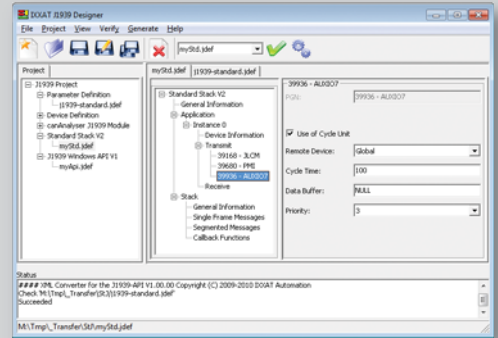 IXXAT J1939 Designer
File Project View Verify Generate Help
myStd.jdef
Project
J1939 Project
Parameter Definition
j1939-standard.jdef
Device Definition
canAnalyser J1939 Module
Standard Stack V2
myStd.jdef
J1939 Windows API V1
myApi.jdef
myStd.jdef j1939-standard.jdef
Standard Stack V2
General Information
Application
Instance 0
Device Information
Transmit
39168 - JLCM
39680 - PMI
39936 - AUXIO7
Receive
Stack
General Information
Single Frame Messages
Segmented Messages
Callback Functions
39936 - AUXIO7
PGN: 39936 - AUXIO7
Use of Cycle Unit
Remote Device: Global
Cycle Time: 100
Data Buffer: NULL
Priority: 3
Status
#### XML Converter for the J1939-API V1.00.00 Copyright (C) 2009-2010 IXXAT Automation
Check 'M:\Tmp\_Transfer\StJ\j1939-standard.jdef'
Succeeded
M:\Tmp\_Transfer\StJ\myStd.jdef